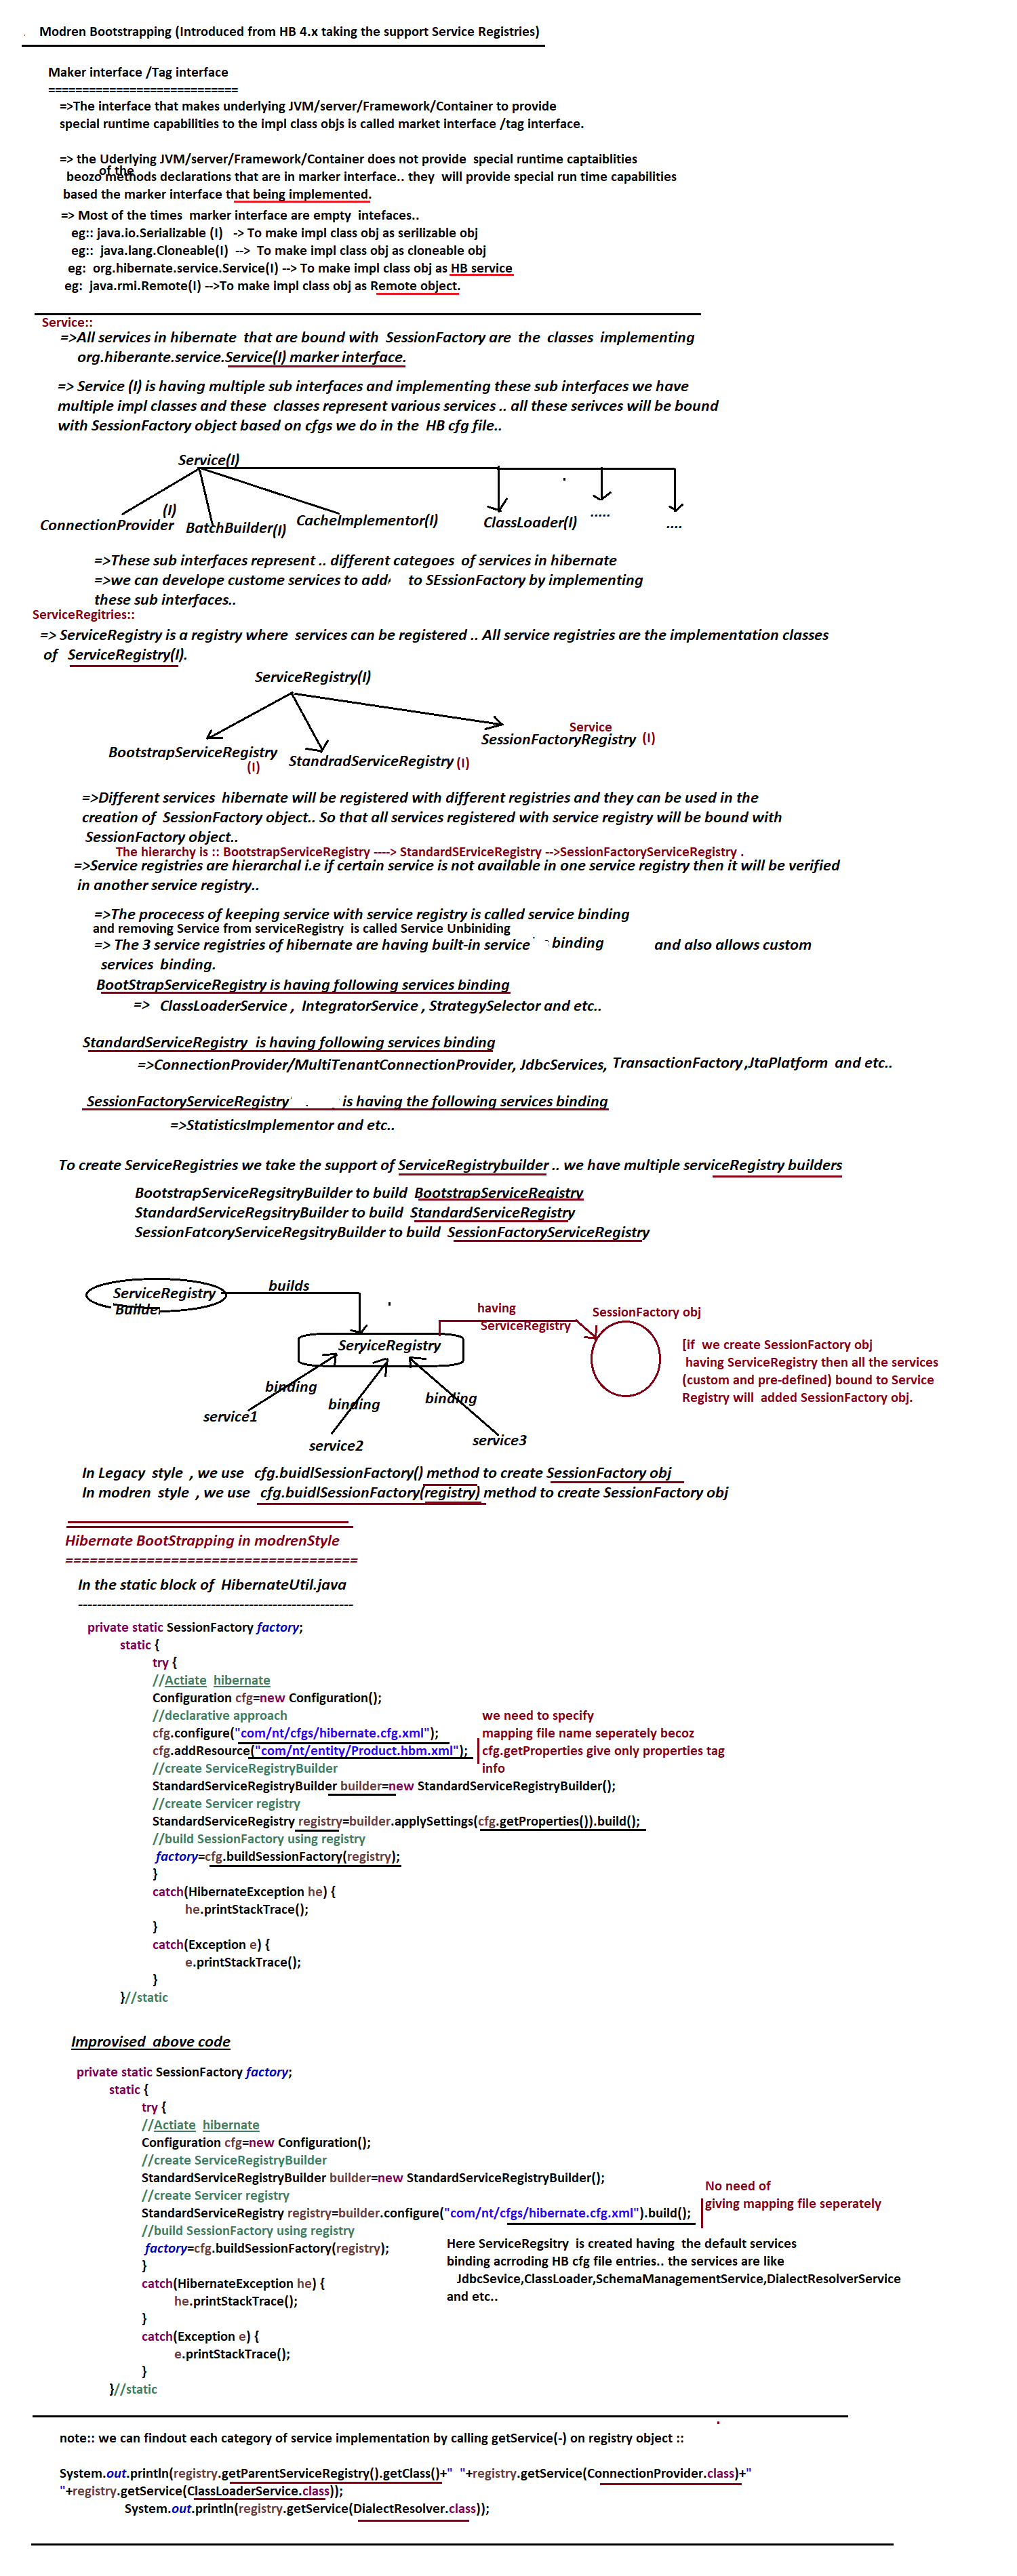 Modren Bootstrapping (Introduced from HB 4.x taking the support Service Registries)
Maker interface /Tag interface
============================
=>The interface that makes underlying JVM/server/Framework/Container to provide
special runtime capabilities to the impl class objs is called market interface /tag interface.
=> the Uderlying JVM/server/Framework/Container does not provide special runtime captaiblities
of the
beozo methods declarations that are in marker interface.. they will provide special run time capabilities
based the marker interface that being implemented.
=> Most of the times marker interface are empty intefaces..
eg:: java.io.Serializable (I) -> To make impl class obj as serilizable obj
eg:: java.lang.Cloneable(I) --> To make impl class obj as cloneable obj
eg: org.hibernate.service.Service(I) --> To make impl class obj as HB service
eg: java.rmi.Remote(I) -->To make impl class obj as Remote object.
Service::
=>All services in hibernate that are bound with SessionFactory are the classes implementing
org.hiberante.service.Service(I) marker interface.
=> Service (I) is having multiple sub interfaces and implementing these sub interfaces we have
multiple impl classes and these classes represent various services .. all these serivces will be bound
with SessionFactory object based on cfgs we do in the HB cfg file..
Service(I)
(I)
ConnectionProvider BatchBuilder(I) CacheImplementor(I) ClassLoader(I) ..... ....
=>These sub interfaces represent .. different categoes of services in hibernate
=>we can develope custome services to add to SEssionFactory by implementing
these sub interfaces..
ServiceRegitries::
=> ServiceRegistry is a registry where services can be registered .. All service registries are the implementation classes
of ServiceRegistry(I).
ServiceRegistry(I)
Service
SessionFactoryRegistry (I)
BootstrapServiceRegistry
(I)
StandradServiceRegistry (I)
=>Different services hibernate will be registered with different registries and they can be used in the
creation of SessionFactory object.. So that all services registered with service registry will be bound with
SessionFactory object..
The hierarchy is :: BootstrapServiceRegistry ----> StandardSErviceRegistry -->SessionFactoryServiceRegistry .
=>Service registries are hierarchal i.e if certain service is not available in one service registry then it will be verified
in another service registry..
=>The procecess of keeping service with service registry is called service binding
and removing Service from serviceRegistry is called Service Unbiniding
=> The 3 service registries of hibernate are having built-in service binding and also allows custom
services binding.
BootStrapServiceRegistry is having following services binding
=> ClassLoaderService , IntegratorService , StrategySelector and etc..
StandardServiceRegistry is having following services binding
=>ConnectionProvider/MultiTenantConnectionProvider, JdbcServices, TransactionFactory,JtaPlatform and etc..
SessionFactoryServiceRegistry is having the following services binding
=>StatisticsImplementor and etc..
To create ServiceRegistries we take the support of ServiceRegistrybuilder .. we have multiple serviceRegistry builders
BootstrapServiceRegsitryBuilder to build BootstrapServiceRegistry
StandardServiceRegsitryBuilder to build StandardServiceRegistry
SessionFatcoryServiceRegsitryBuilder to build SessionFactoryServiceRegistry
ServiceRegistry
Builder
builds
ServiceRegistry
having
ServiceRegistry
SessionFactory obj
[if we create SessionFactory obj
having ServiceRegistry then all the services
(custom and pre-defined) bound to Service
Registry will added SessionFactory obj.
binding
binding
binding
service1
service2
service3
In Legacy style , we use cfg.buidlSessionFactory() method to create SessionFactory obj
In modren style , we use cfg.buidlSessionFactory(registry) method to create SessionFactory obj
Hibernate BootStrapping in modrenStyle
====================================
In the static block of HibernateUtil.java
------------------------------------------------------------
private static SessionFactory factory;
static {
try {
//Actiate hibernate
Configuration cfg=new Configuration();
//declarative approach
cfg.configure("com/nt/cfgs/hibernate.cfg.xml");
cfg.addResource("com/nt/entity/Product.hbm.xml");
we need to specify
mapping file name seperately becoz
cfg.getProperties give only properties tag
info
//create ServiceRegistryBuilder
StandardServiceRegistryBuilder builder=new StandardServiceRegistryBuilder();
//create Servicer registry
StandardServiceRegistry registry=builder.applySettings(cfg.getProperties()).build();
//build SessionFactory using registry
factory=cfg.buildSessionFactory(registry);
}
catch(HibernateException he) {
he.printStackTrace();
}
catch(Exception e) {
e.printStackTrace();
}
}//static
Improvised above code
private static SessionFactory factory;
static {
try {
//Actiate hibernate
Configuration cfg=new Configuration();
//create ServiceRegistryBuilder
StandardServiceRegistryBuilder builder=new StandardServiceRegistryBuilder();
//create Servicer registry
StandardServiceRegistry registry=builder.configure("com/nt/cfgs/hibernate.cfg.xml").build();
No need of
giving mapping file seperately
//build SessionFactory using registry
factory=cfg.buildSessionFactory(registry);
Here ServiceRegsitry is created having the default services
binding acrroding HB cfg file entries.. the services are like
JdbcSevice,ClassLoader,SchemaManagementService,DialectResolverService
and etc..
}
catch(HibernateException he) {
he.printStackTrace();
}
catch(Exception e) {
e.printStackTrace();
}
}//static
note:: we can findout each category of service implementation by calling getService(-) on registry object ::
System.out.println(registry.getParentServiceRegistry().getClass()+" "+registry.getService(ConnectionProvider.class)+"
"+registry.getService(ClassLoaderService.class));
System.out.println(registry.getService(DialectResolver.class));